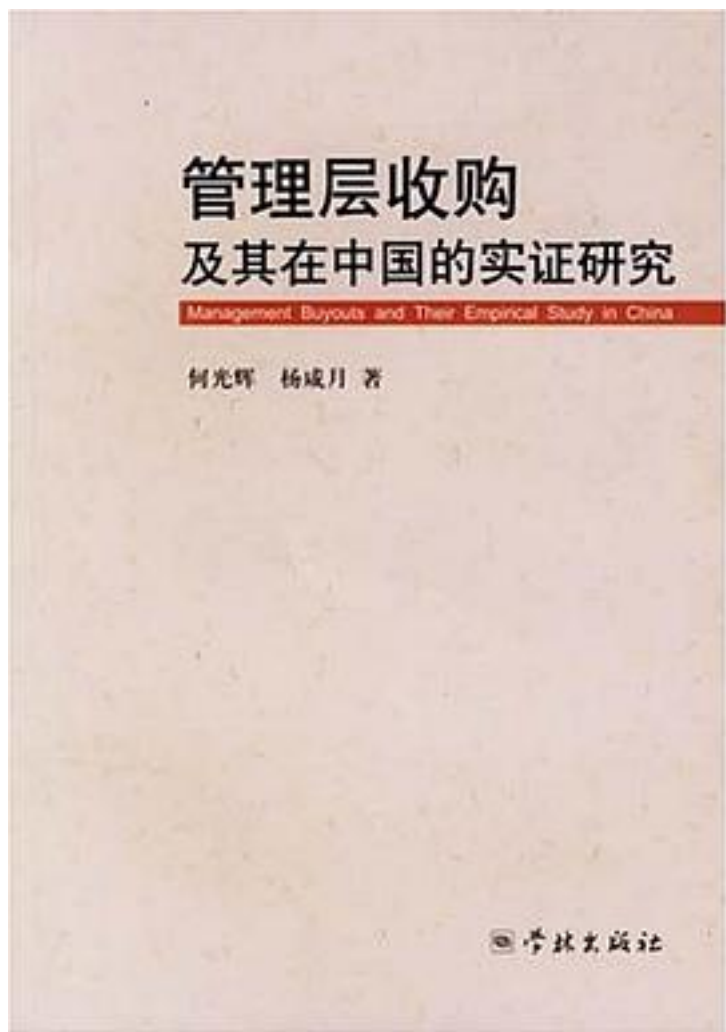 管理层收购
及其在中国的实证研究
Management Buyouts and Their Empirical Study in China
何光辉 杨咸月 著
学林出版社